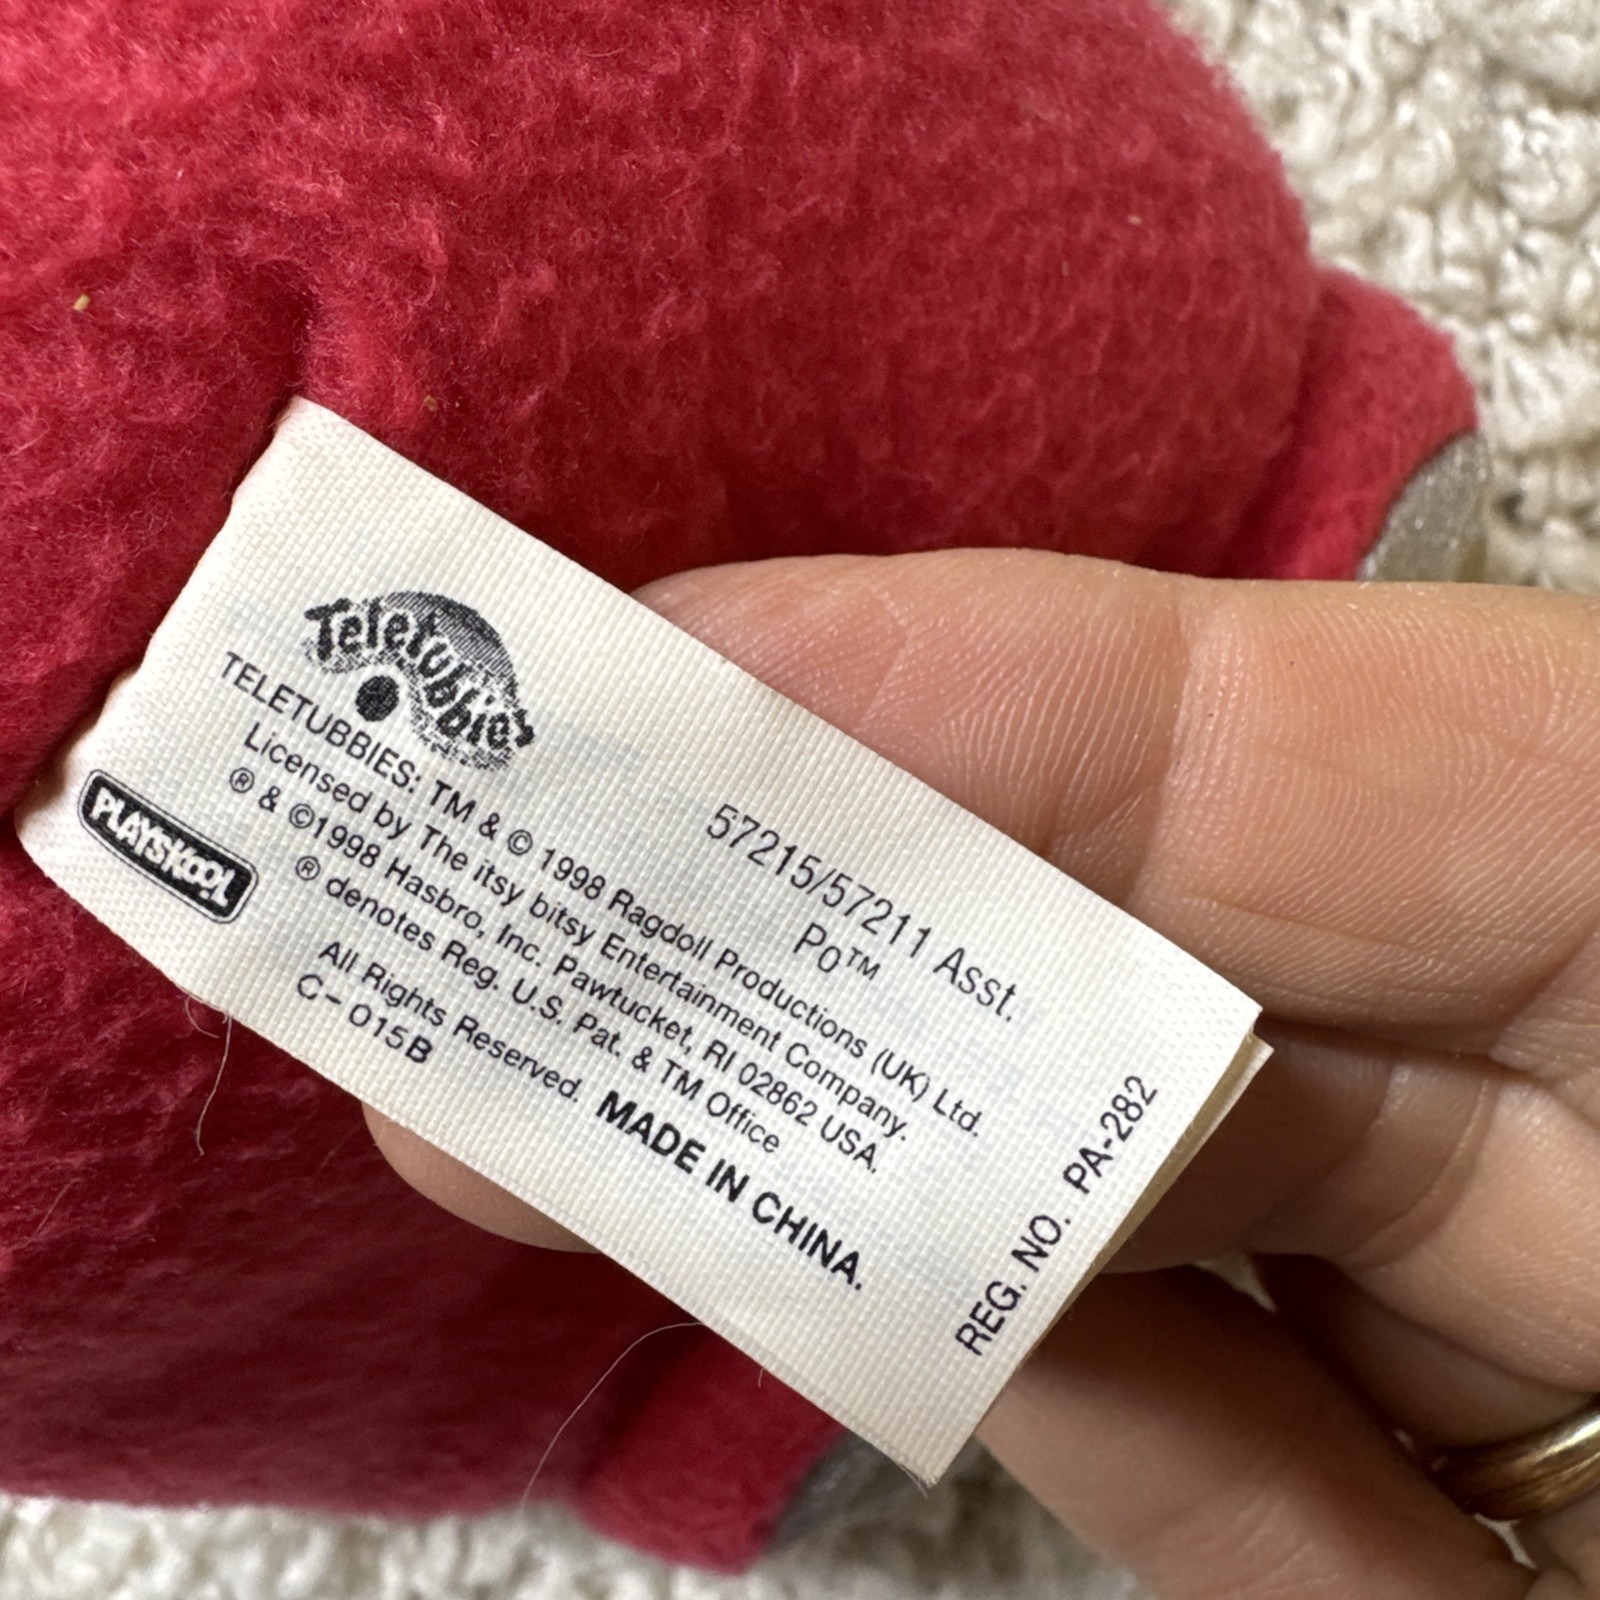 Teletubbies
57215/57211 Asst.
Po™
TELETUBBIES: TM & © 1998 Ragdoll Productions (UK) Ltd.
Licensed by The itsy bitsy Entertainment Company.
® & ©1998 Hasbro, Inc. Pawtucket, RI 02862 USA.
® denotes Reg. U.S. Pat. & TM Office
All Rights Reserved. MADE IN CHINA.
C- 015B
PLAYSKOOL
REG. NO. PA-282